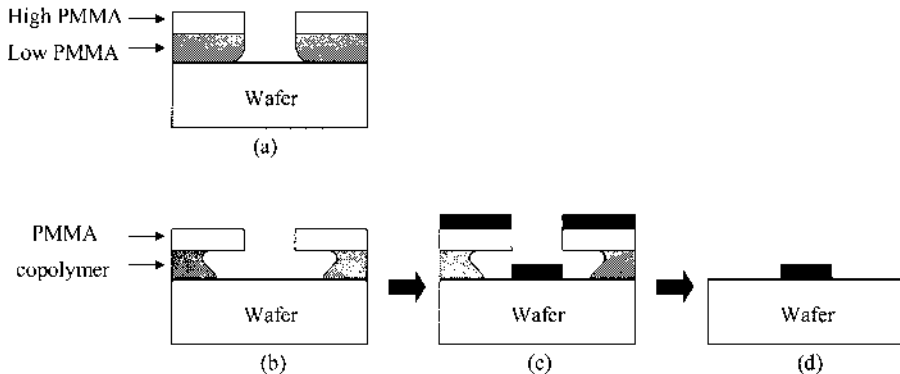 High PMMA
Low PMMA
Wafer
(a)
PMMA
copolymer
Wafer
Wafer
Wafer
(b)
(c)
(d)